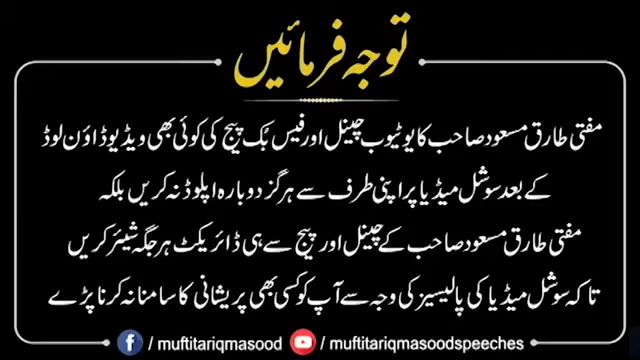 توجہ فرمائیں
مفتی طارق مسعود صاحب کا یوٹیوب چینل اور فیس بُک پیج کی کوئی بھی ویڈیو ڈاؤن لوڈ
کے بعد سوشل میڈیا پر اپنی طرف سے ہرگز دوبارہ اپلوڈ نہ کریں بلکہ
مفتی طارق مسعود صاحب کے چینل اور پیج سے ہی ڈائریکٹ ہر جگہ شیئر کریں
تاکہ سوشل میڈیا کی پالیسیز کی وجہ سے آپ کو کسی بھی پریشانی کا سامنا نہ کرنا پڑے
f / muftitariqmasood / muftitariqmasoodspeeches